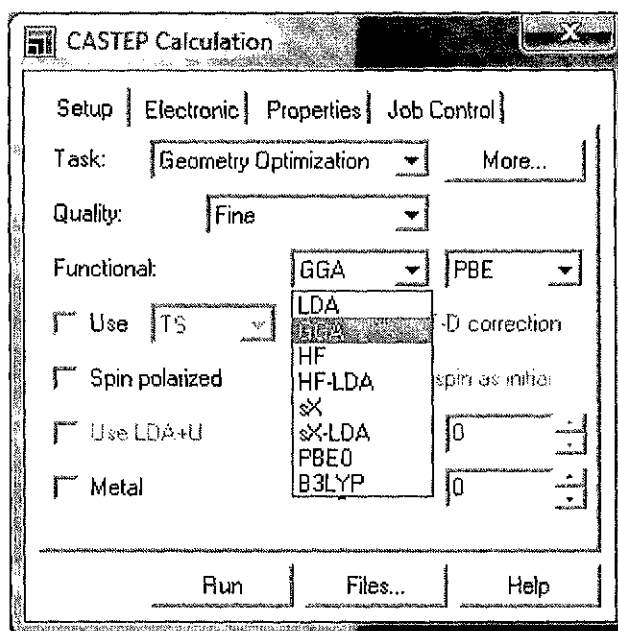 CASTEP Calculation
Setup Electronic Properties Job Control
Task: Geometry Optimization More...
Quality: Fine
Functional: GGA PBE
LDA
GGA
HF
HF-LDA
sX
sX-LDA
PBE0
B3LYP
Use TS -D correction
Spin polarized spin as initial
Use LDA+U 0
Metal 0
Run Files... Help